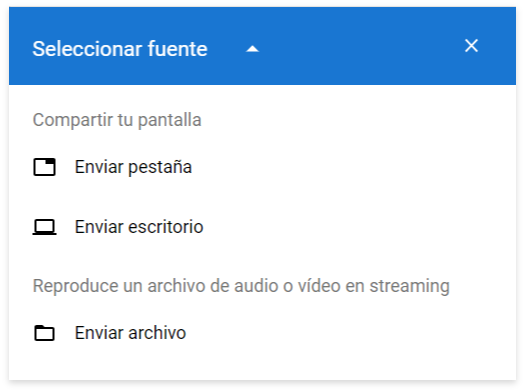 Seleccionar fuente
Compartir tu pantalla
Enviar pestaña
Enviar escritorio
Reproduce un archivo de audio o vídeo en streaming
Enviar archivo